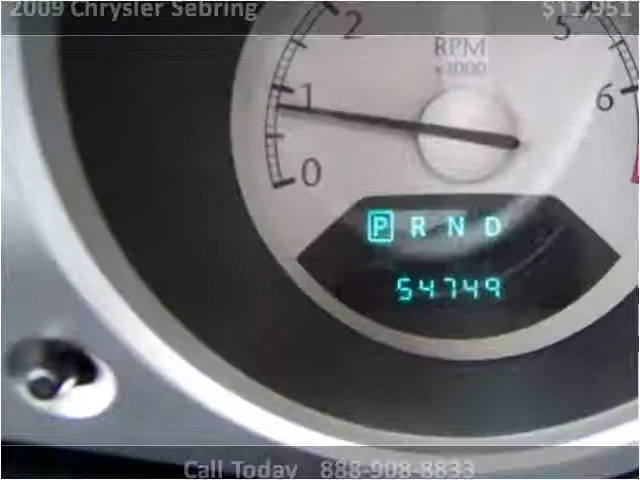 2009 Chrysler Sebring $11,951
2 5
RPM
x1000
1 6
0
P R N D
54749
Call Today 888-908-8833